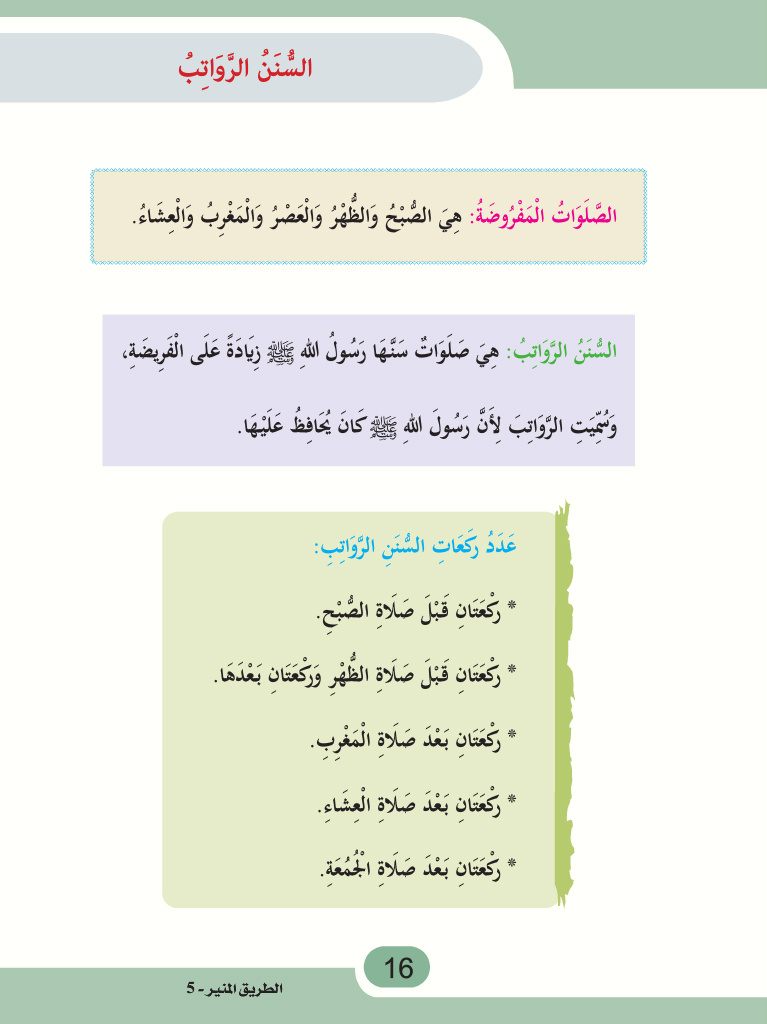 السُّنَنُ الرَّوَاتِبُ
الصَّلَوَاتُ الْمَفْرُوضَةُ: هِيَ الصُّبْحُ وَالظُّهْرُ وَالْعَصْرُ وَالْمَغْرِبُ وَالْعِشَاءُ.
السُّنَنُ الرَّوَاتِبُ: هِيَ صَلَوَاتٌ سَنَّهَا رَسُولُ اللهِ ﷺ زِيَادَةً عَلَى الْفَرِيضَةِ،
وَسُمِّيَتِ الرَّوَاتِبَ لِأَنَّ رَسُولَ اللهِ ﷺ كَانَ يُحَافِظُ عَلَيْهَا.
عَدَدُ رَكَعَاتِ السُّنَنِ الرَّوَاتِبِ:
* رَكْعَتَانِ قَبْلَ صَلَاةِ الصُّبْحِ.
* رَكْعَتَانِ قَبْلَ صَلَاةِ الظُّهْرِ وَرَكْعَتَانِ بَعْدَهَا.
* رَكْعَتَانِ بَعْدَ صَلَاةِ الْمَغْرِبِ.
* رَكْعَتَانِ بَعْدَ صَلَاةِ الْعِشَاءِ.
* رَكْعَتَانِ بَعْدَ صَلَاةِ الْجُمُعَةِ.
16
الطريق المنير - 5